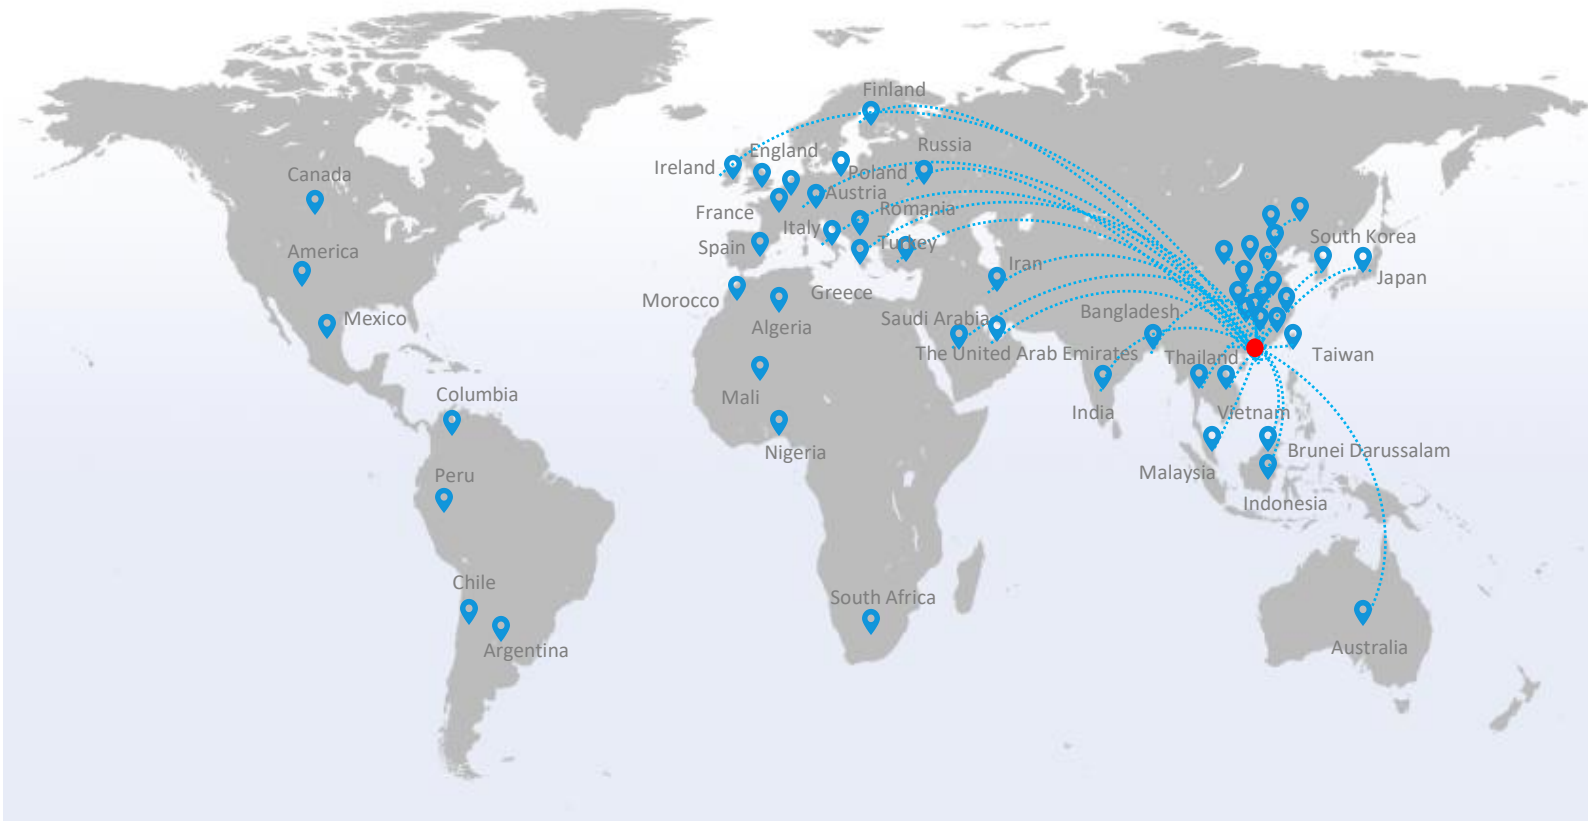 Finland
England
Russia
Ireland
Poland
Canada
Austria
France
Romania
Italy
South Korea
Spain
Turkey
America
Iran
Japan
Morocco
Greece
Algeria
Saudi Arabia
Bangladesh
Mexico
The United Arab Emirates
Thailand
Taiwan
Mali
Columbia
India
Vietnam
Nigeria
Brunei Darussalam
Malaysia
Peru
Indonesia
Chile
South Africa
Argentina
Australia